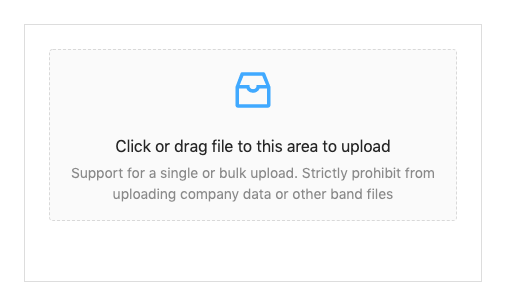 Click or drag file to this area to upload
Support for a single or bulk upload. Strictly prohibit from
uploading company data or other band files